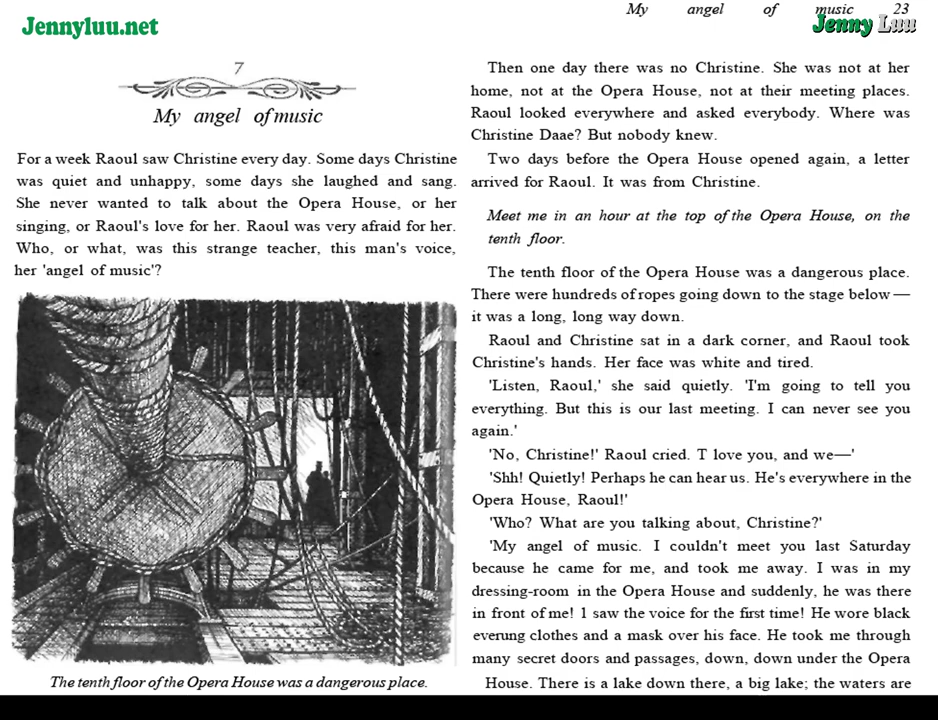 Jennyluu.net
7
My angel of music
For a week Raoul saw Christine every day. Some days Christine
was quiet and unhappy, some days she laughed and sang.
She never wanted to talk about the Opera House, or her
singing, or Raoul's love for her. Raoul was very afraid for her.
Who, or what, was this strange teacher, this man's voice,
her 'angel of music'?
The tenth floor of the Opera House was a dangerous place.
My angel of music 23
Jenny Luu
Then one day there was no Christine. She was not at her
home, not at the Opera House, not at their meeting places.
Raoul looked everywhere and asked everybody. Where was
Christine Daae? But nobody knew.
Two days before the Opera House opened again, a letter
arrived for Raoul. It was from Christine.
Meet me in an hour at the top of the Opera House, on the
tenth floor.
The tenth floor of the Opera House was a dangerous place.
There were hundreds of ropes going down to the stage below —
it was a long, long way down.
Raoul and Christine sat in a dark corner, and Raoul took
Christine's hands. Her face was white and tired.
'Listen, Raoul,' she said quietly. 'I'm going to tell you
everything. But this is our last meeting. I can never see you
again.'
'No, Christine!' Raoul cried. T love you, and we—'
'Shh! Quietly! Perhaps he can hear us. He's everywhere in the
Opera House, Raoul!'
'Who? What are you talking about, Christine?'
'My angel of music. I couldn't meet you last Saturday
because he came for me, and took me away. I was in my
dressing-room in the Opera House and suddenly, he was there
in front of me! 1 saw the voice for the first time! He wore black
everung clothes and a mask over his face. He took me through
many secret doors and passages, down, down under the Opera
House. There is a lake down there, a big lake; the waters are